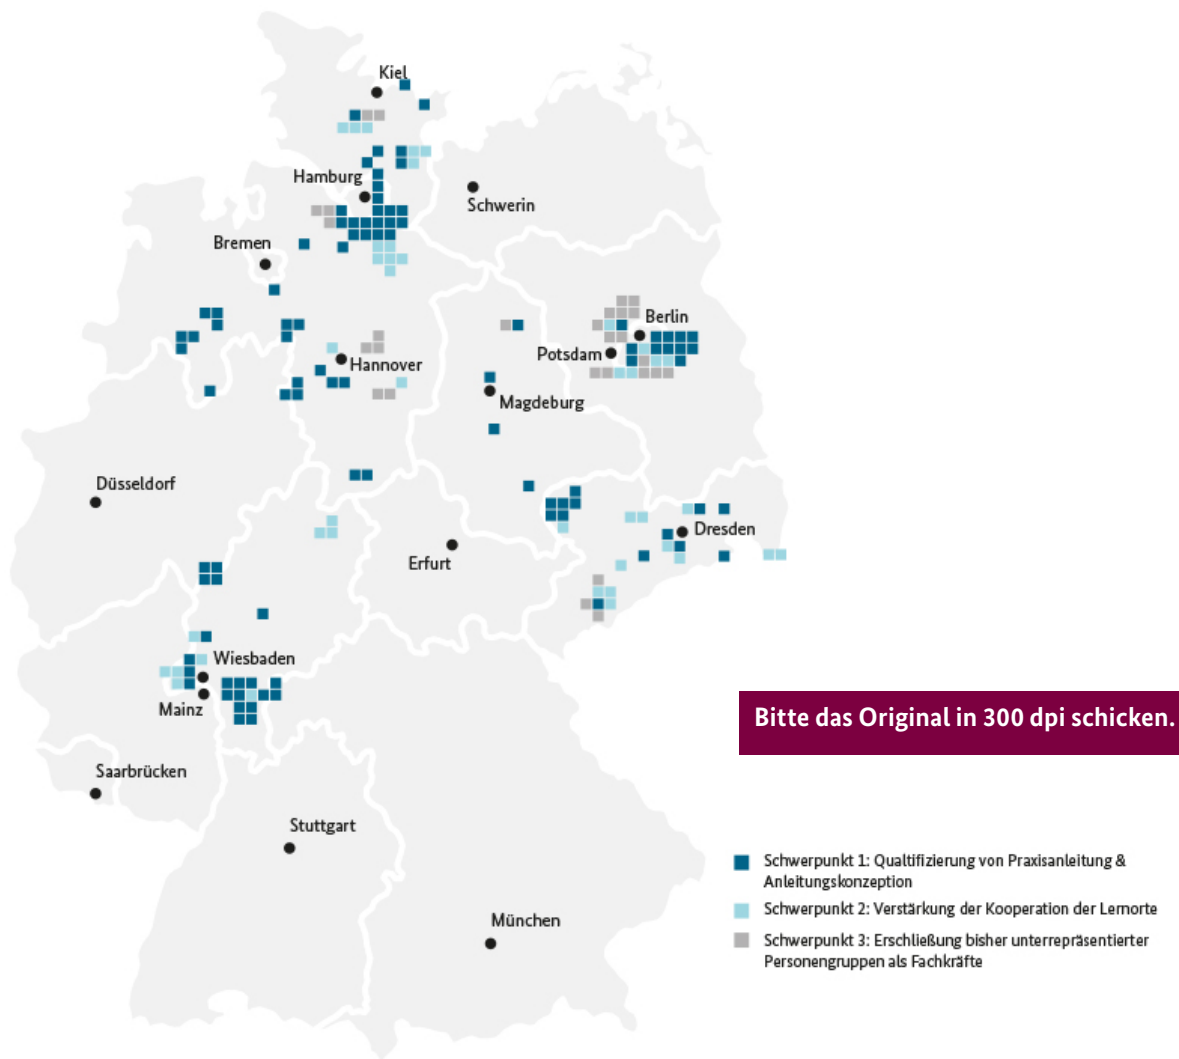 Kiel
Hamburg
Schwerin
Bremen
Berlin
Potsdam
Hannover
Magdeburg
Düsseldorf
Dresden
Erfurt
Wiesbaden
Mainz
Bitte das Original in 300 dpi schicken.
Saarbrücken
Stuttgart
Schwerpunkt 1: Qualtifizierung von Praxisanleitung &
Anleitungskonzeption
Schwerpunkt 2: Verstärkung der Kooperation der Lernorte
München
Schwerpunkt 3: Erschließung bisher unterrepräsentierter
Personengruppen als Fachkräfte